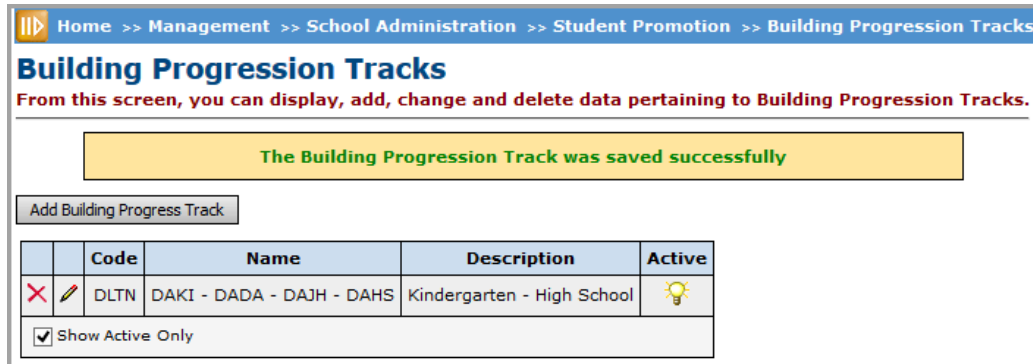 Home >> Management >> School Administration >> Student Promotion >> Building Progression Tracks
Building Progression Tracks
From this screen, you can display, add, change and delete data pertaining to Building Progression Tracks.
The Building Progression Track was saved successfully
Add Building Progress Track
Code Name Description Active
DLTN DAKI - DADA - DAJH - DAHS Kindergarten - High School
Show Active Only